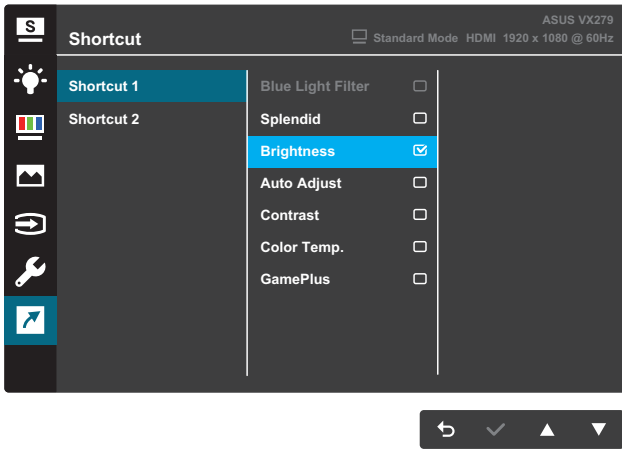 ASUS VX279
S
Shortcut
Standard Mode HDMI 1920 x 1080 @ 60Hz
Shortcut 1
Shortcut 2
Blue Light Filter
Splendid
Brightness
Auto Adjust
Contrast
Color Temp.
GamePlus